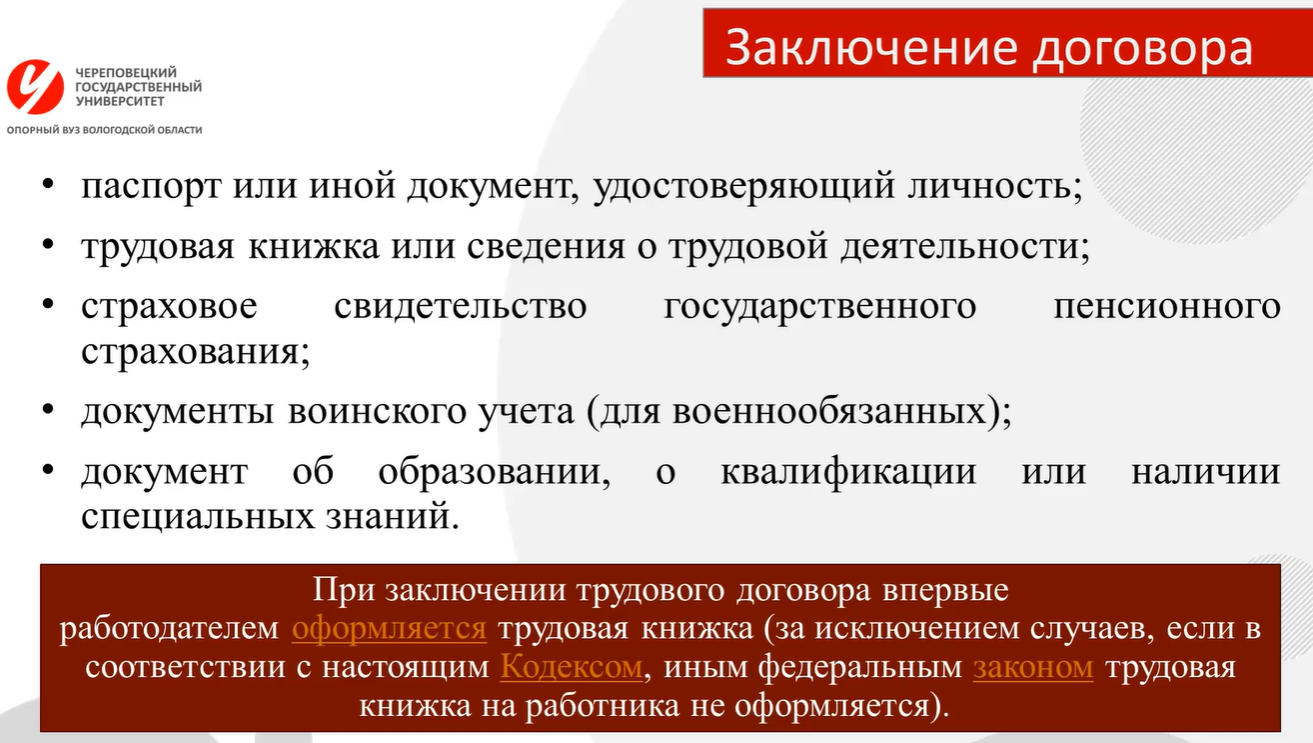 Заключение договора
ЧЕРЕПОВЕЦКИЙ
ГОСУДАРСТВЕННЫЙ
УНИВЕРСИТЕТ
ОПОРНЫЙ ВУЗ ВОЛОГОДСКОЙ ОБЛАСТИ
• паспорт или иной документ, удостоверяющий личность;
• трудовая книжка или сведения о трудовой деятельности;
• страховое свидетельство государственного пенсионного
страхования;
• документы воинского учета (для военнообязанных);
• документ об образовании, о квалификации или наличии
специальных знаний.
При заключении трудового договора впервые
работодателем оформляется трудовая книжка (за исключением случаев, если в
соответствии с настоящим Кодексом, иным федеральным законом трудовая
книжка на работника не оформляется).